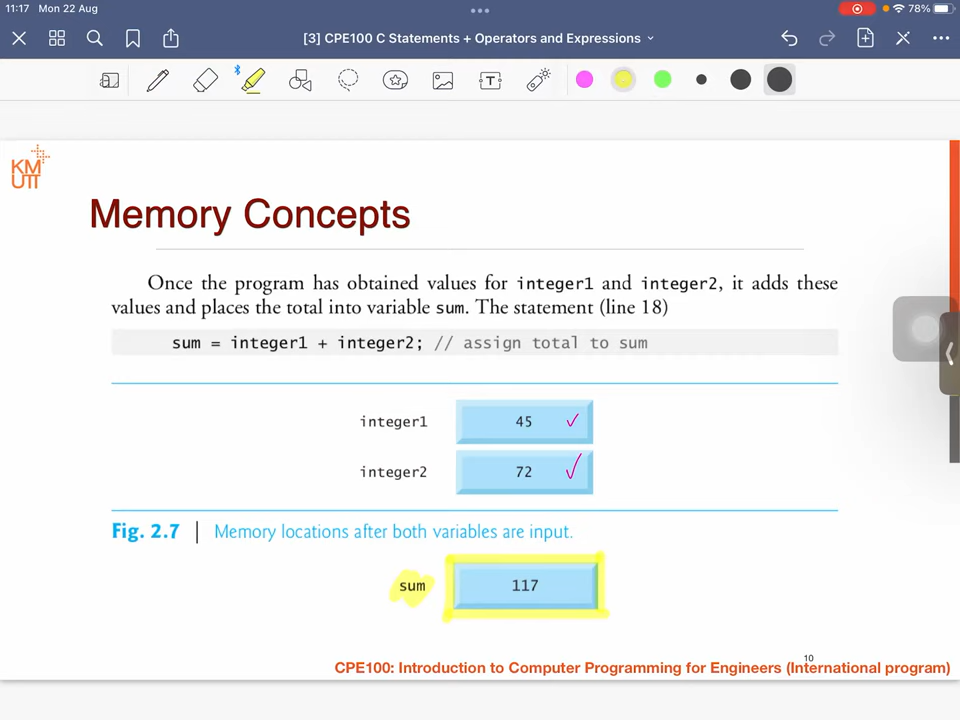 11:17 Mon 22 Aug
78%
[3] CPE100 C Statements + Operators and Expressions
T
KM
UTT
Memory Concepts
Once the program has obtained values for integer1 and integer2, it adds these
values and places the total into variable sum. The statement (line 18)
sum = integer1 + integer2; // assign total to sum
integer1 45
integer2 72
Fig. 2.7 | Memory locations after both variables are input.
sum 117
10
CPE100: Introduction to Computer Programming for Engineers (International program)